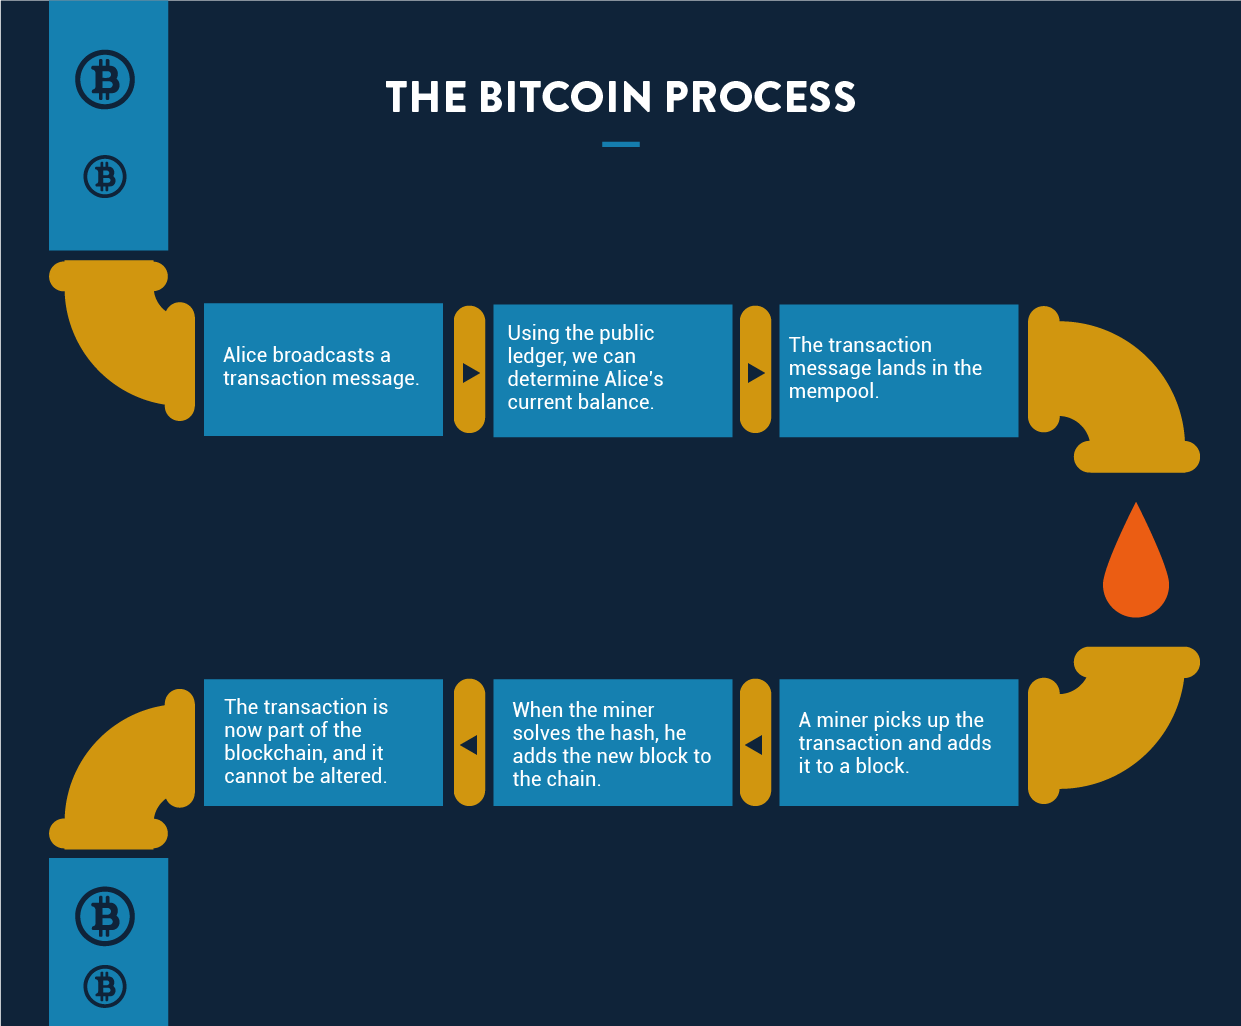 THE BITCOIN PROCESS
Alice broadcasts a
transaction message.
Using the public
ledger, we can
determine Alice's
current balance.
The transaction
message lands in the
mempool.
A miner picks up the
transaction and adds
it to a block.
When the miner
solves the hash, he
adds the new block to
the chain.
The transaction is
now part of the
blockchain, and it
cannot be altered.